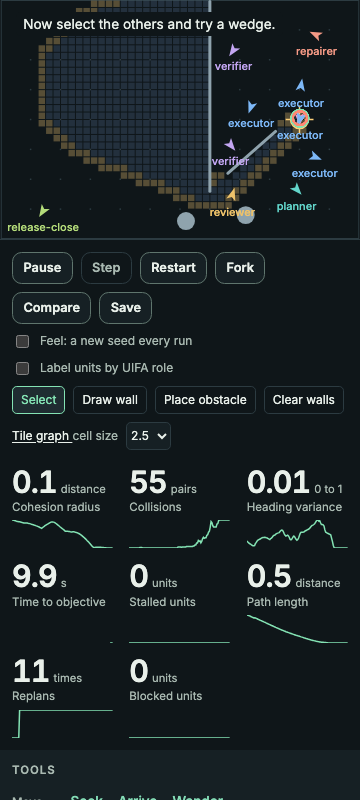 Now select the others and try a wedge.
repairer
verifier
executor
executor
executor
verifier
executor
planner
reviewer
release-close
Pause Step Restart Fork
Compare Save
Feel: a new seed every run
Label units by UIFA role
Select Draw wall Place obstacle Clear walls
Tile graph cell size 2.5
0.1 distance 55 pairs 0.01 0 to 1
Cohesion radius Collisions Heading variance
9.9 s 0 units 0.5 distance
Time to objective Stalled units Path length
11 times 0 units
Replans Blocked units
TOOLS